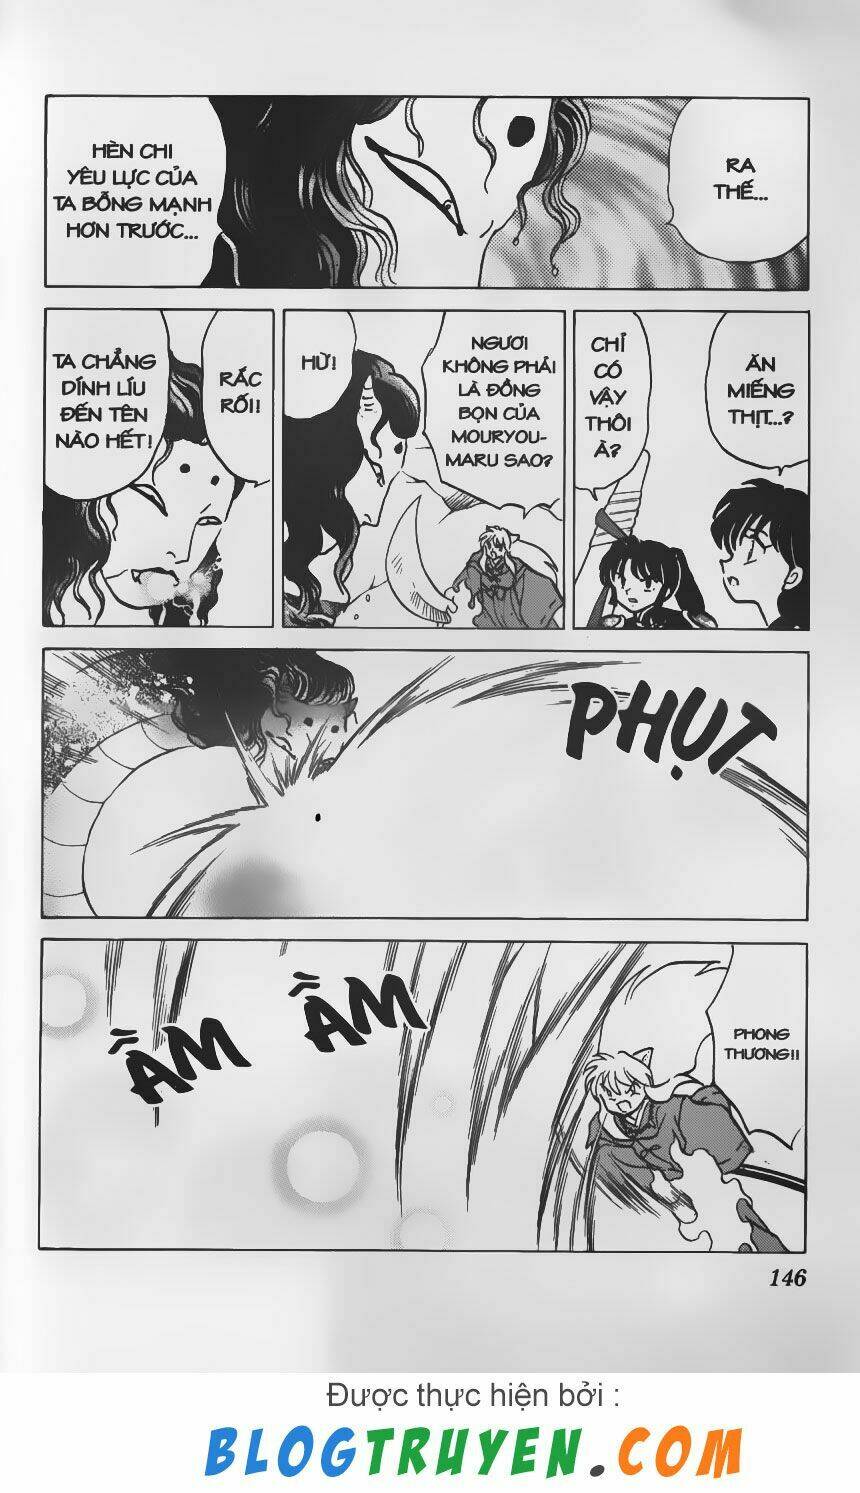 RA
THẾ...
HÈN CHI
YÊU LỰC CỦA
TA BỖNG MẠNH
HƠN TRƯỚC...
ĂN
MIẾNG
THỊT...?
CHỈ
CÓ
VẬY
THÔI
À?
NGƯƠI
KHÔNG PHẢI
LÀ ĐỒNG
BỌN CỦA
MOURYOU-
MARU SAO?
HỪ!
RẮC
RỐI!
TA CHẲNG
DÍNH LÍU
ĐẾN TÊN
NÀO HẾT!
PHỤT
PHONG
THƯƠNG!!
ẦM
ẦM
146
Được thực hiện bởi :
BLOGTRUYEN.COM